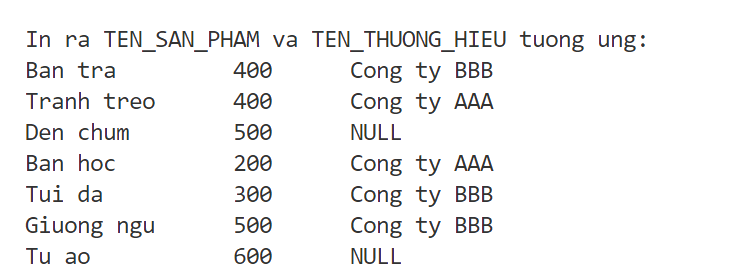 In ra TEN_SAN_PHAM va TEN_THUONG_HIEU tuong ung:
Ban tra 400 Cong ty BBB
Tranh treo 400 Cong ty AAA
Den chum 500 NULL
Ban hoc 200 Cong ty AAA
Tui da 300 Cong ty BBB
Giuong ngu 500 Cong ty BBB
Tu ao 600 NULL